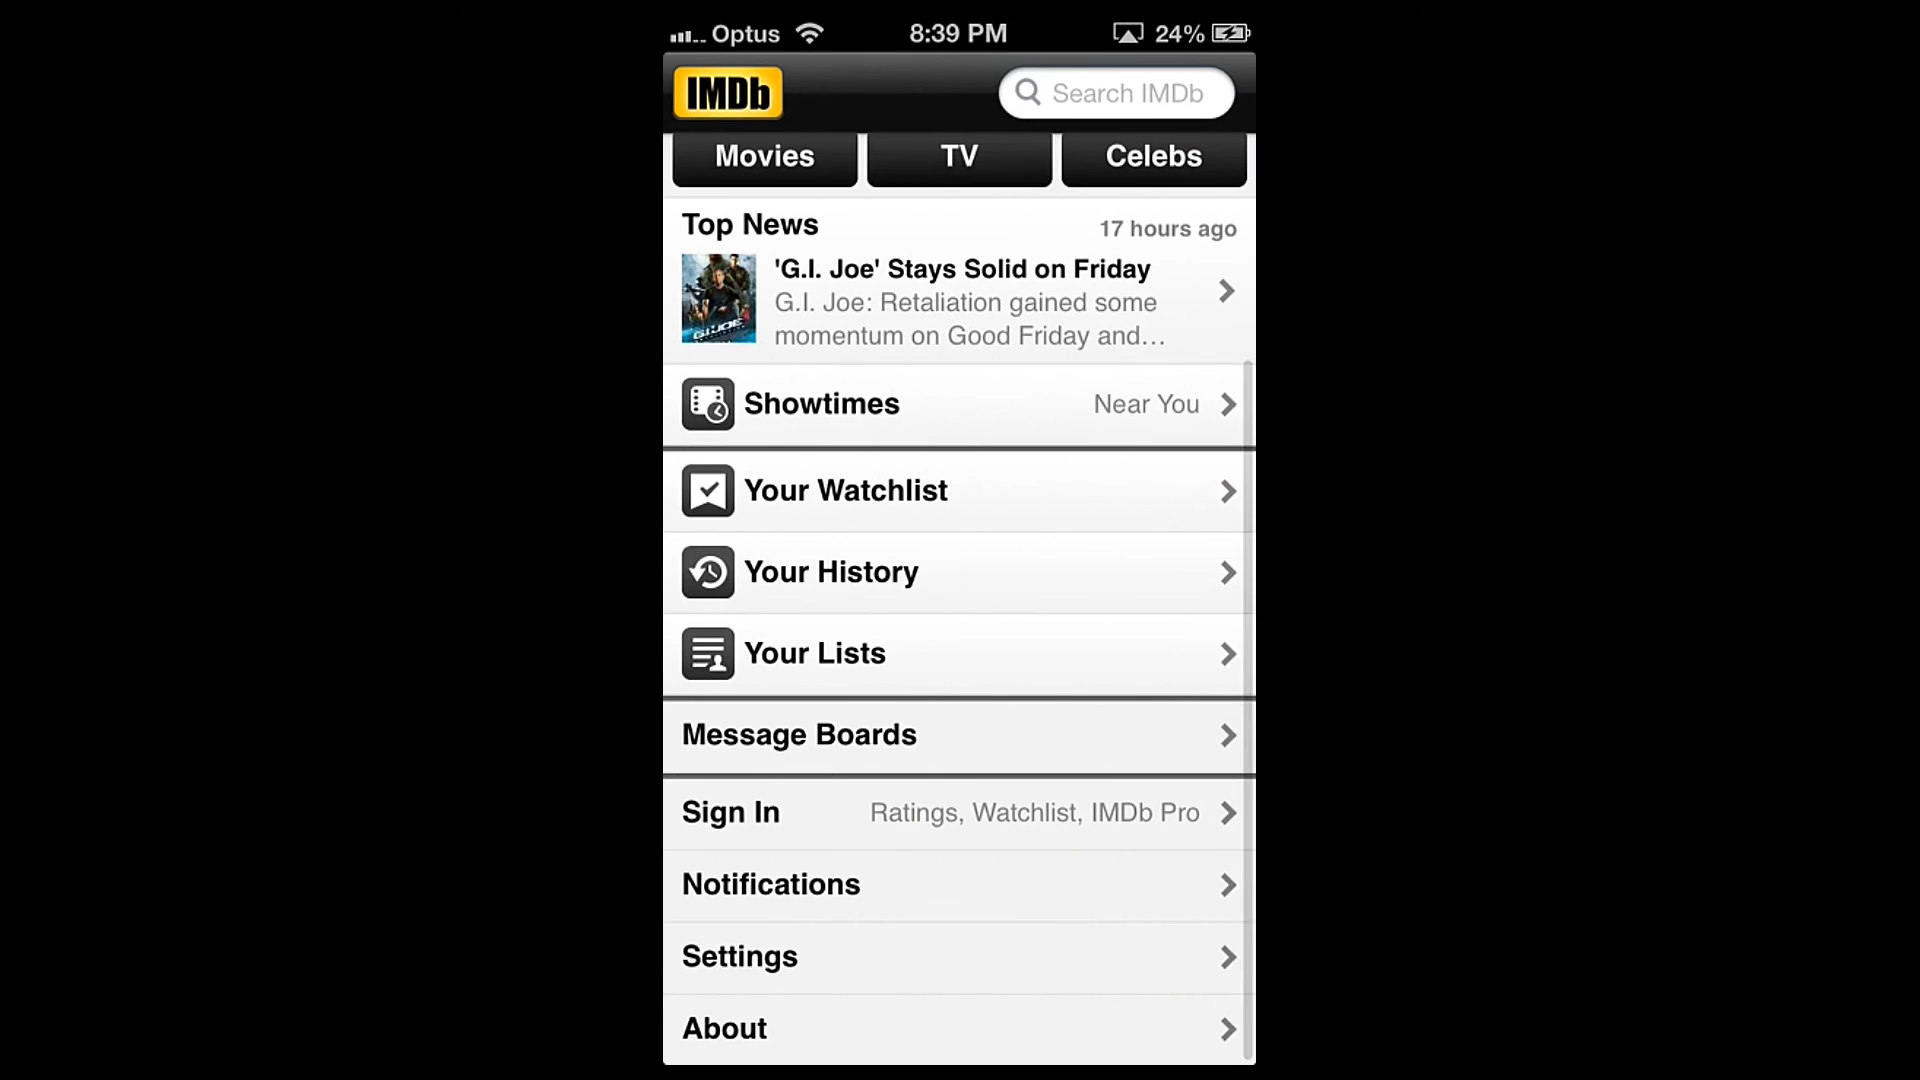 Optus 8:39 PM 24%
IMDb Search IMDb
Movies TV Celebs
Top News 17 hours ago
'G.I. Joe' Stays Solid on Friday
G.I. Joe: Retaliation gained some
momentum on Good Friday and...
G.I. JOE
Showtimes Near You
Your Watchlist
Your History
Your Lists
Message Boards
Sign In Ratings, Watchlist, IMDb Pro
Notifications
Settings
About